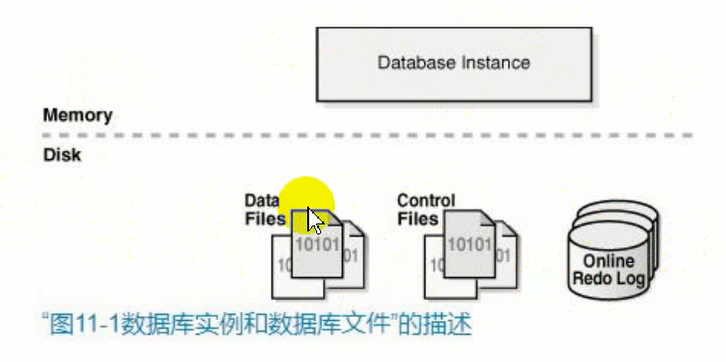 Database Instance
Memory
Disk
Data
Files
10101
10
01
Control
Files
10101
10
01
Online
Redo Log
“图11-1数据库实例和数据库文件”的描述